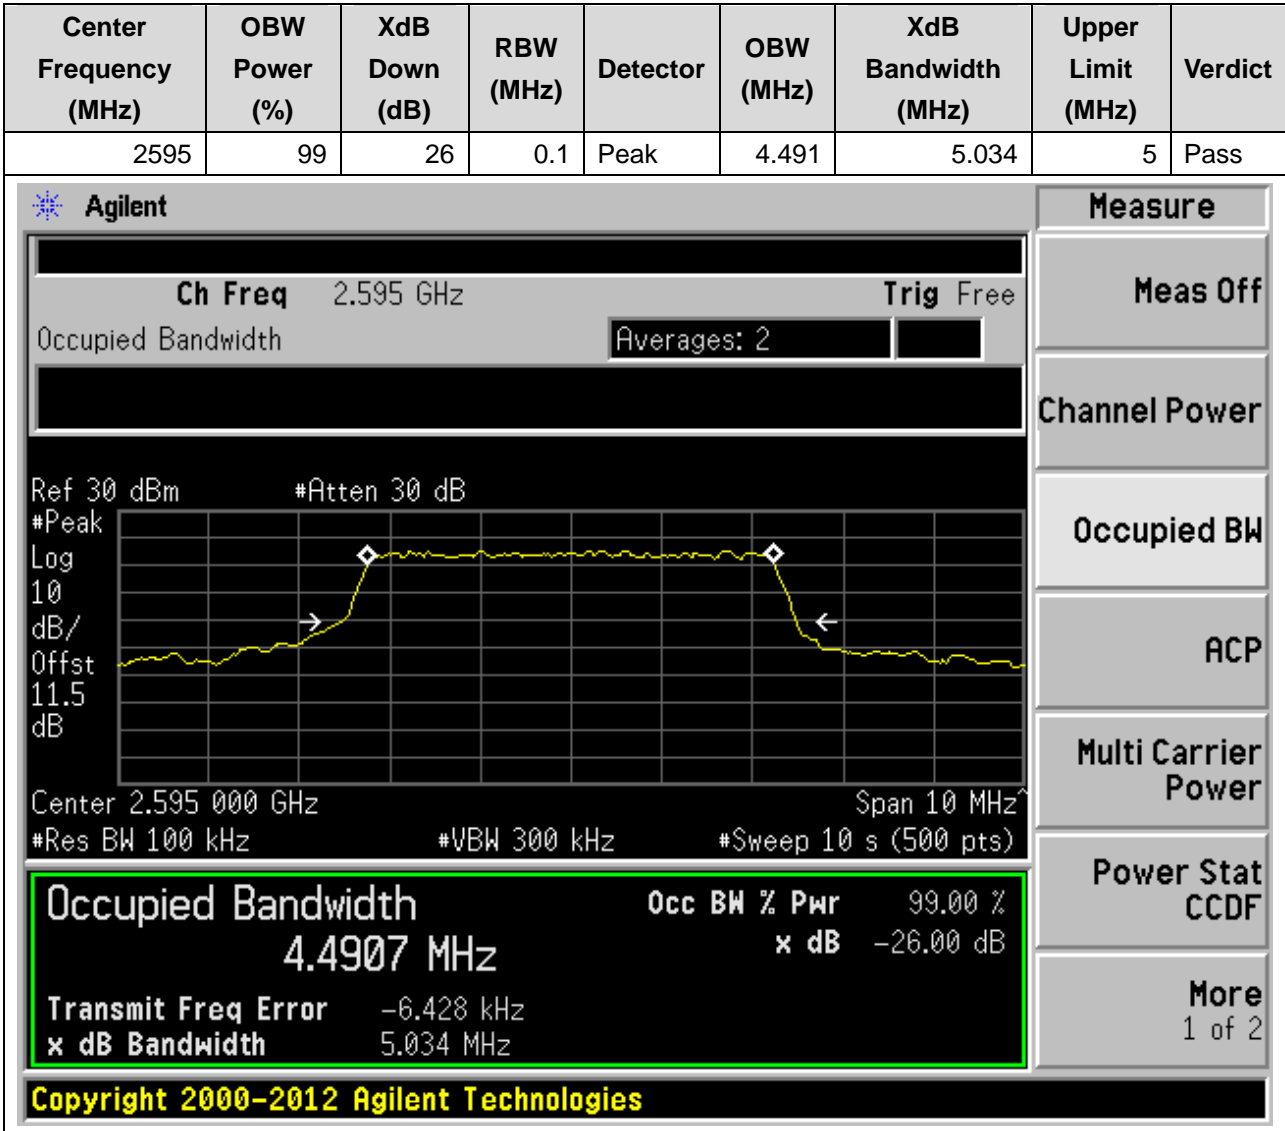 Center Frequency (MHz) OBW Power (%) XdB Down (dB) RBW (MHz) Detector OBW (MHz) XdB Bandwidth (MHz) Upper Limit (MHz) Verdict
2595 99 26 0.1 Peak 4.491 5.034 5 Pass
Agilent
Measure
Ch Freq 2.595 GHz Trig Free
Meas Off
Occupied Bandwidth Averages: 2
Channel Power
Ref 30 dBm #Atten 30 dB
#Peak
Log
10
dB/
Offst
11.5
dB
Occupied BW
ACP
Multi Carrier
Power
Center 2.595 000 GHz Span 10 MHz^
#Res BW 100 kHz #VBW 300 kHz #Sweep 10 s (500 pts)
Power Stat
CCDF
Occupied Bandwidth Occ BW % Pwr 99.00 %
4.4907 MHz x dB -26.00 dB
Transmit Freq Error -6.428 kHz
x dB Bandwidth 5.034 MHz
More
1 of 2
Copyright 2000-2012 Agilent Technologies